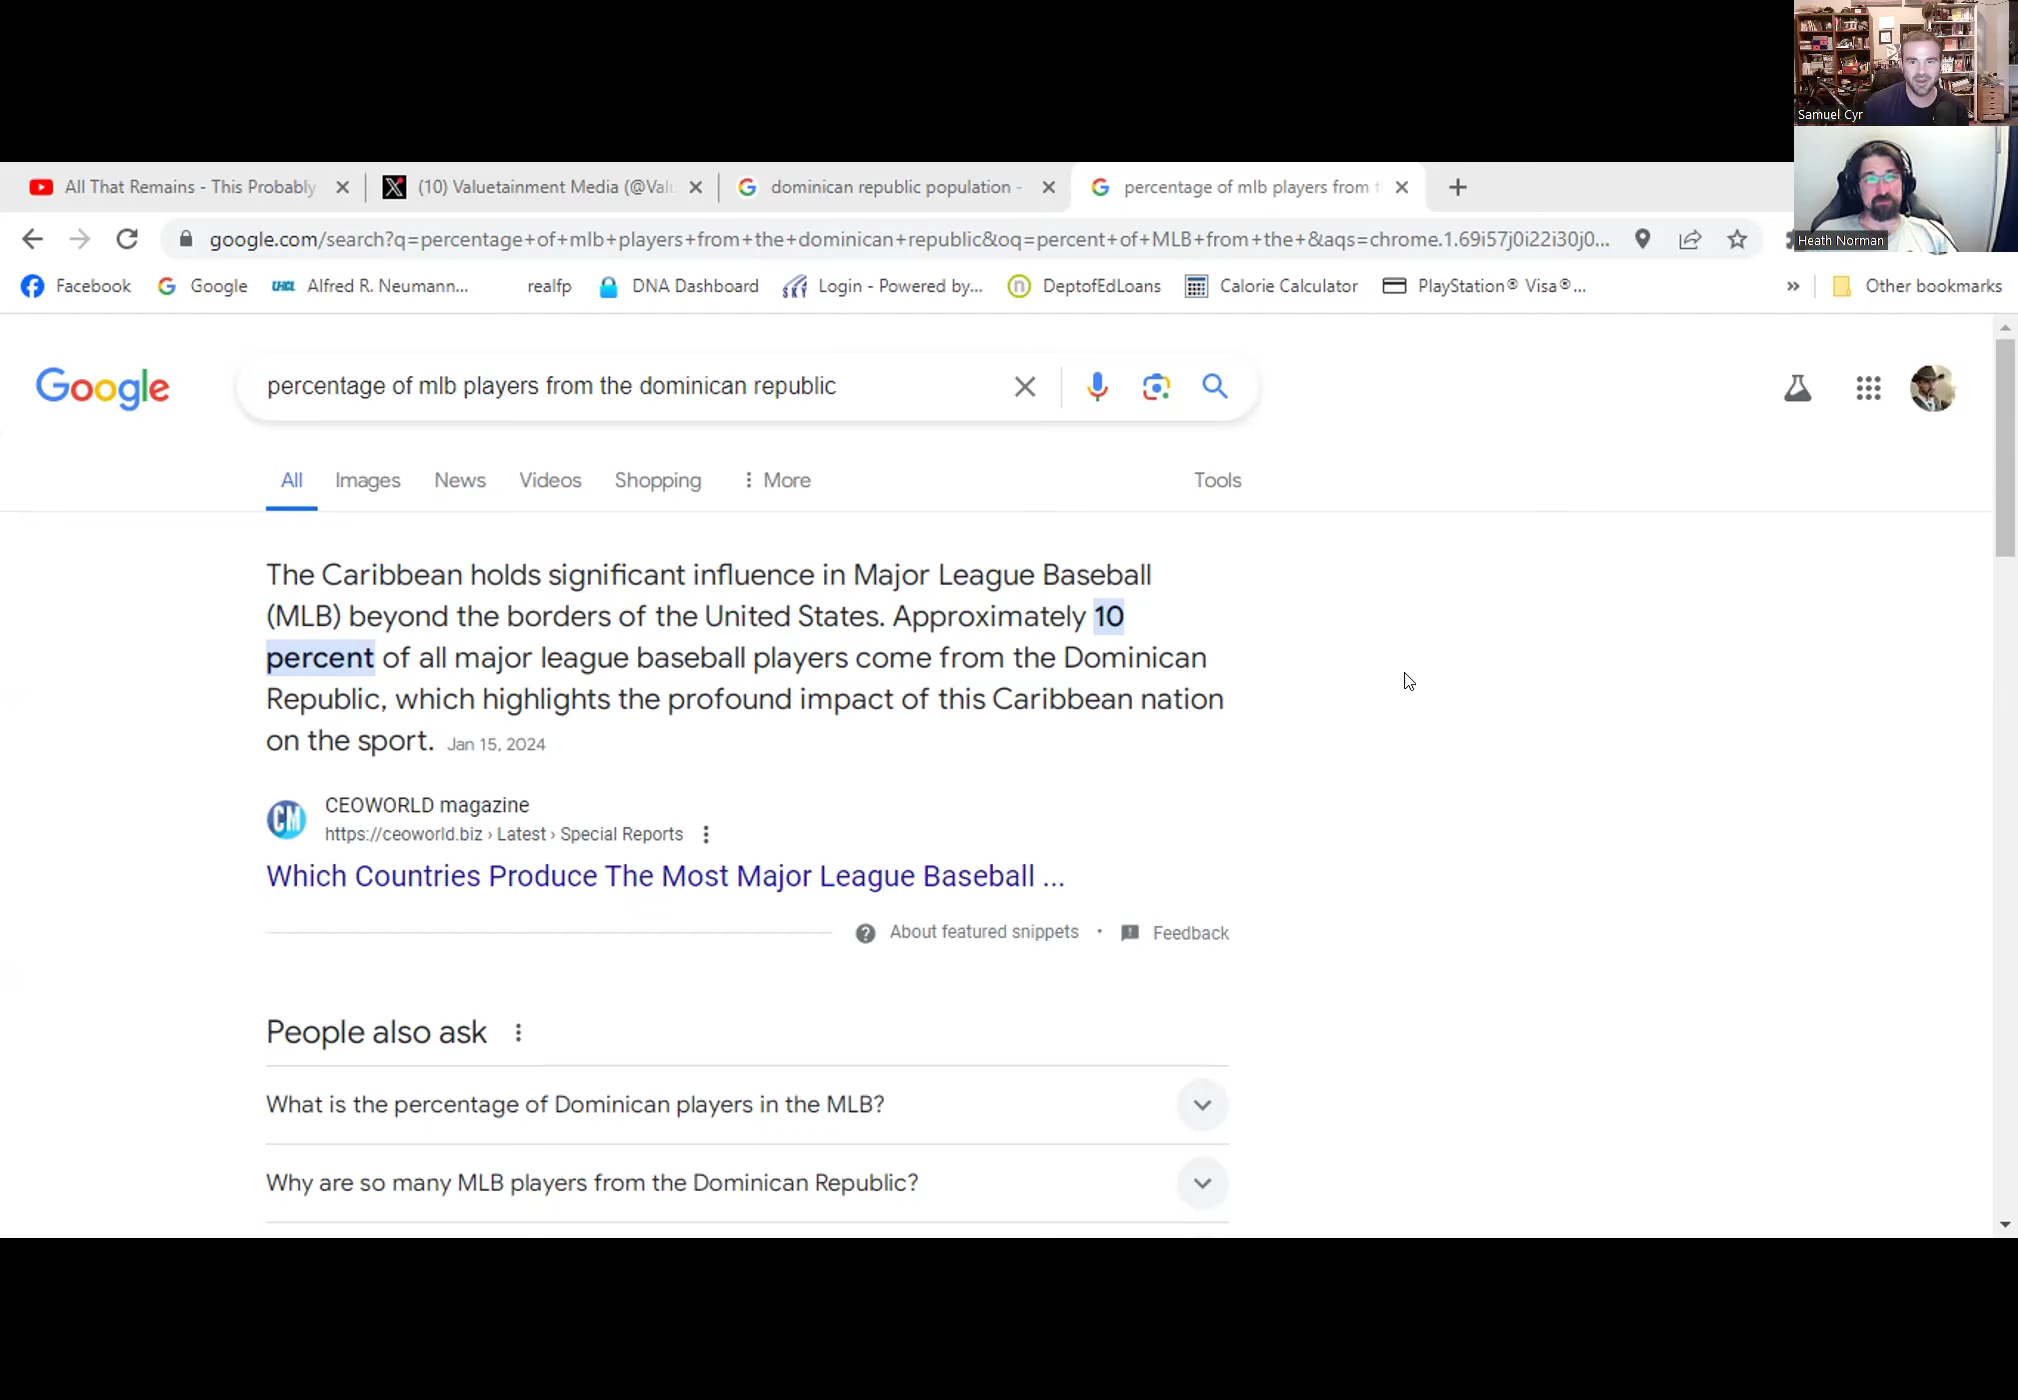 Samuel Cyr
Heath Norman
All That Remains - This Probably
(10) Valuetainment Media (@Val
dominican republic population -
percentage of mlb players from t
google.com/search?q=percentage+of+mlb+players+from+the+dominican+republic&oq=percent+of+MLB+from+the+&aqs=chrome.1.69i57j0i22i30j0...
Facebook
Google
UHCL
Alfred R. Neumann...
realfp
DNA Dashboard
Login - Powered by...
n
DeptofEdLoans
Calorie Calculator
PlayStation® Visa®...
»
Other bookmarks
Google
percentage of mlb players from the dominican republic
All
Images
News
Videos
Shopping
More
Tools
The Caribbean holds significant influence in Major League Baseball
(MLB) beyond the borders of the United States. Approximately 10
percent of all major league baseball players come from the Dominican
Republic, which highlights the profound impact of this Caribbean nation
on the sport. Jan 15, 2024
CM
CEOWORLD magazine
https://ceoworld.biz › Latest › Special Reports
Which Countries Produce The Most Major League Baseball ...
About featured snippets • Feedback
People also ask
What is the percentage of Dominican players in the MLB?
Why are so many MLB players from the Dominican Republic?